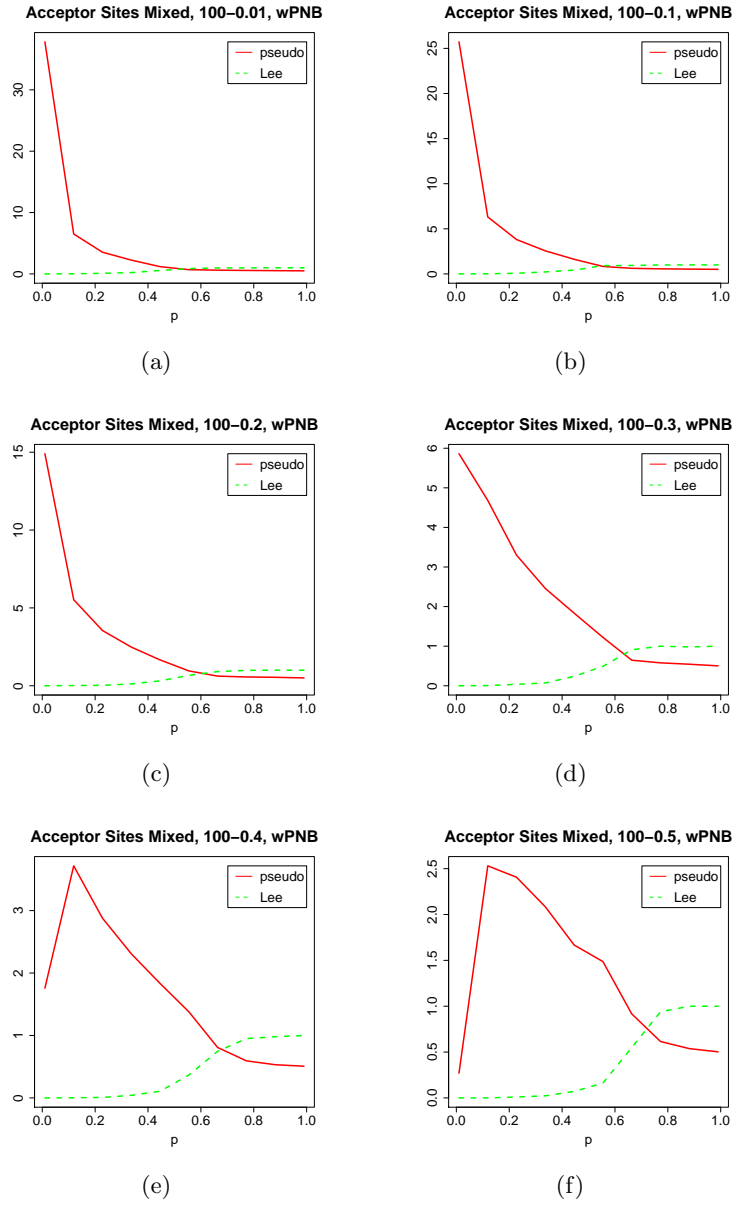 Acceptor Sites Mixed, 100−0.01, wPNB
pseudo
Lee
0 10 20 30
0.0 0.2 0.4 0.6 0.8 1.0
p
(a)
Acceptor Sites Mixed, 100−0.1, wPNB
pseudo
Lee
0 5 10 15 20 25
0.0 0.2 0.4 0.6 0.8 1.0
p
(b)
Acceptor Sites Mixed, 100−0.2, wPNB
pseudo
Lee
0 5 10 15
0.0 0.2 0.4 0.6 0.8 1.0
p
(c)
Acceptor Sites Mixed, 100−0.3, wPNB
pseudo
Lee
0 1 2 3 4 5 6
0.0 0.2 0.4 0.6 0.8 1.0
p
(d)
Acceptor Sites Mixed, 100−0.4, wPNB
pseudo
Lee
0 1 2 3
0.0 0.2 0.4 0.6 0.8 1.0
p
(e)
Acceptor Sites Mixed, 100−0.5, wPNB
pseudo
Lee
0.0 0.5 1.0 1.5 2.0 2.5
0.0 0.2 0.4 0.6 0.8 1.0
p
(f)